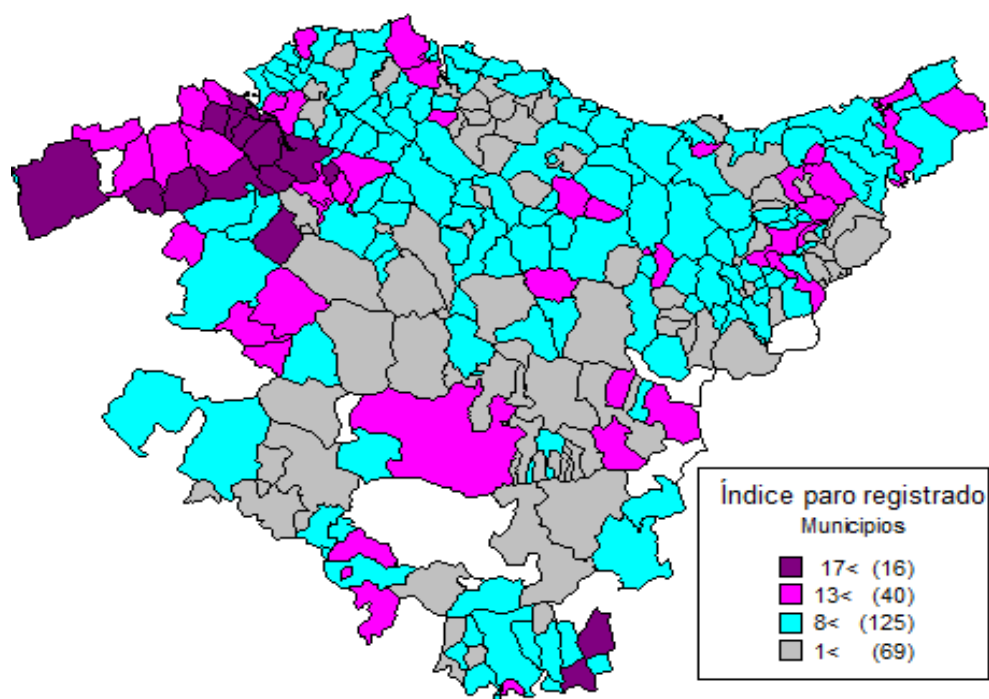 Índice paro registrado
Municipios
17< (16)
13< (40)
8< (125)
1< (69)